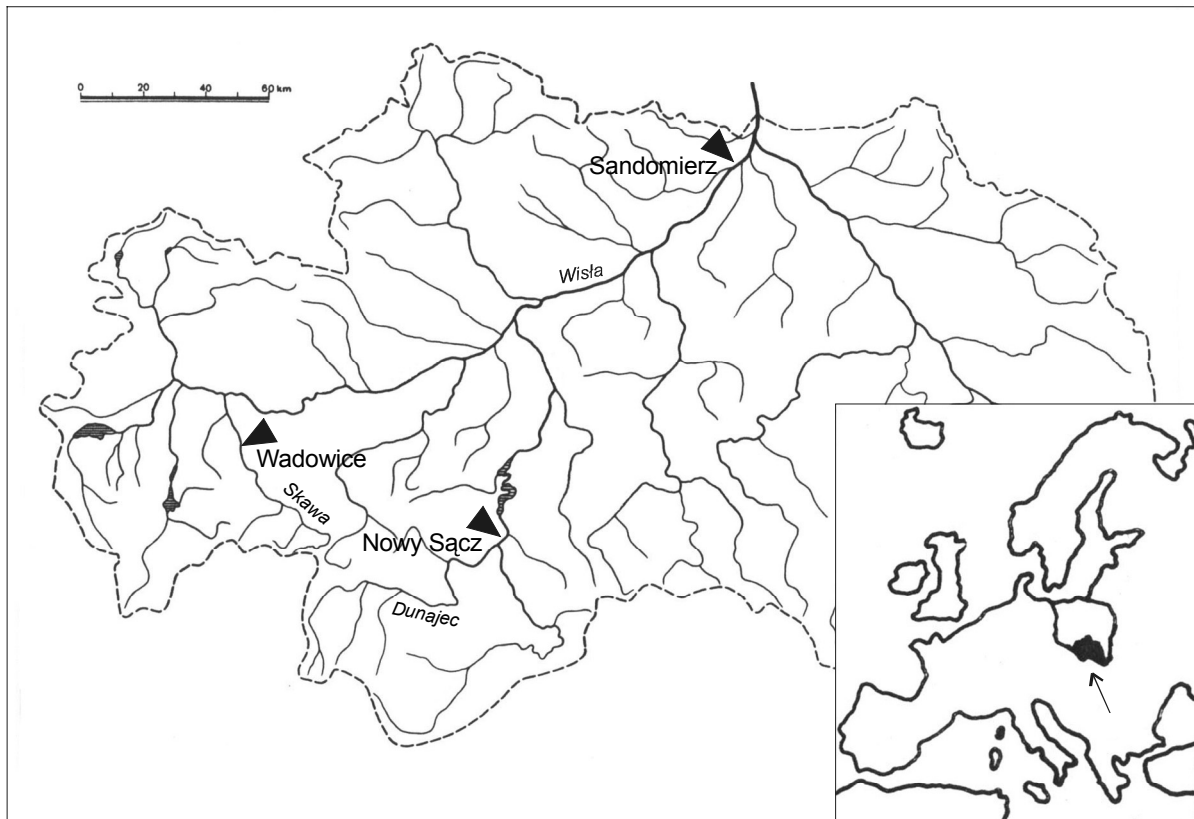 0 20 40 60 km
Sandomierz
Wisła
Wadowice
Skawa
Nowy Sącz
Dunajec